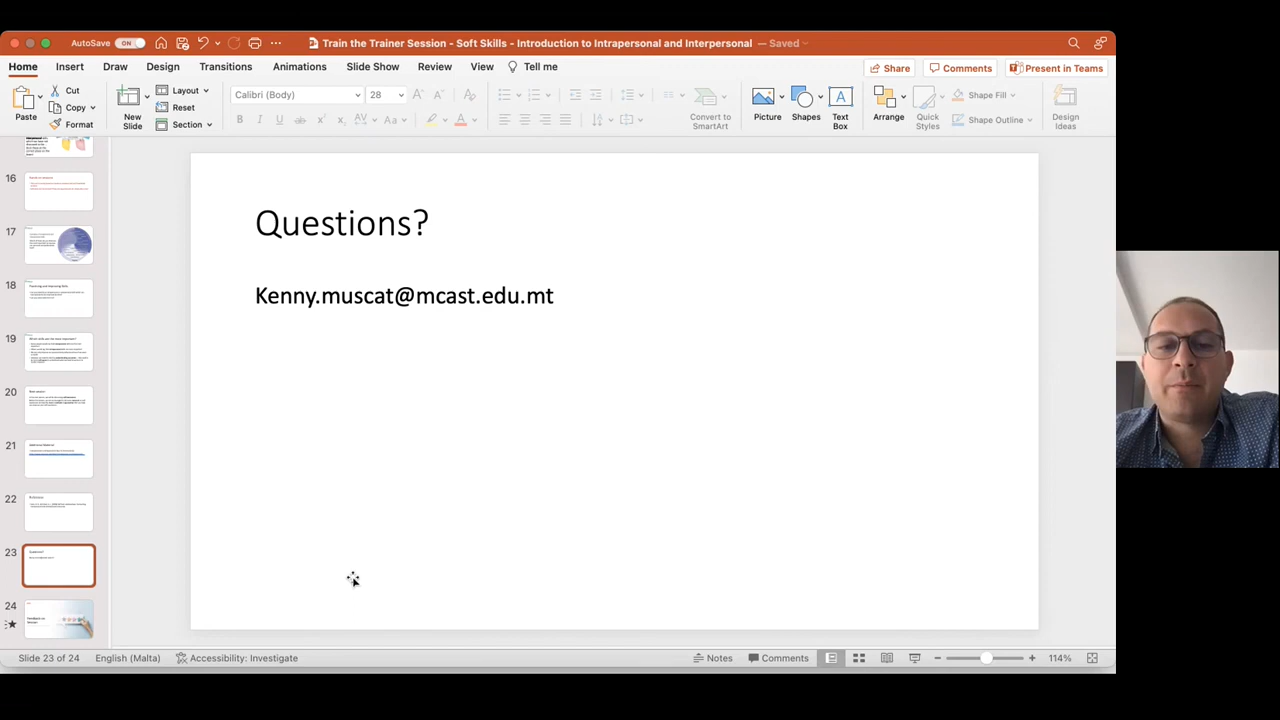 AutoSave ON
Train the Trainer Session - Soft Skills - Introduction to Intrapersonal and Interpersonal — Saved
Home Insert Draw Design Transitions Animations Slide Show Review View Tell me
Share Comments Present in Teams
Paste Cut Copy Format
New Slide Layout Reset Section
Calibri (Body) 28
Convert to SmartArt
Picture Shapes Text Box
Arrange Quick Styles Shape Fill Shape Outline
Design Ideas
16
17
18
19
20
21
22
23
24
Questions?
Kenny.muscat@mcast.edu.mt
Slide 23 of 24 English (Malta) Accessibility: Investigate Notes Comments 114%